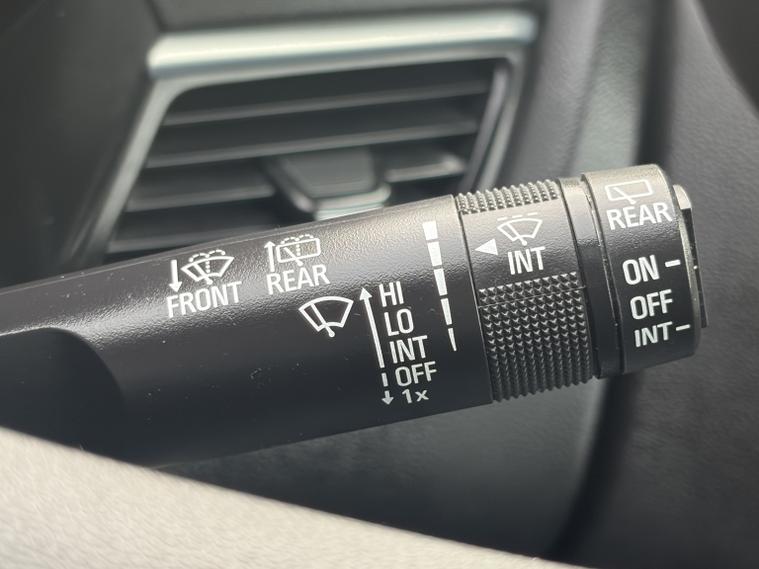 FRONT
REAR
HI
LO
INT
OFF
1x
INT
REAR
ON
OFF
INT